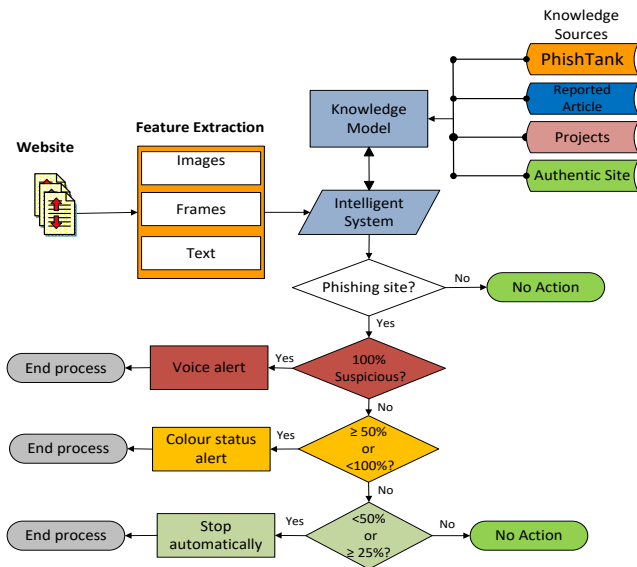 Knowledge
Sources
PhishTank
Reported
Article
Projects
Authentic Site
Knowledge
Model
Website
Feature Extraction
Images
Frames
Text
Intelligent
System
Phishing site?
No
No Action
Yes
100%
Suspicious?
Yes
Voice alert
End process
No
≥ 50%
or
<100%?
Yes
Colour status
alert
End process
No
<50%
or
≥ 25%?
Yes
Stop
automatically
End process
No
No Action